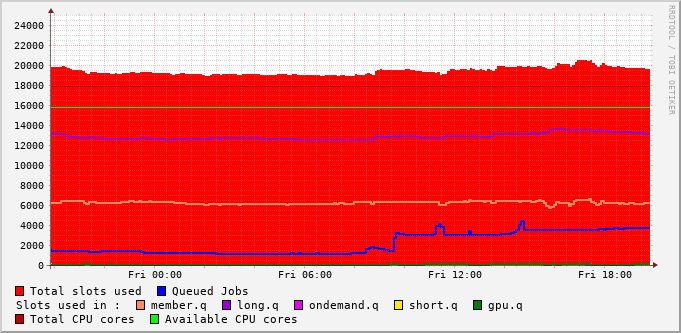 RRDTOOL / TOBI OETIKER
24000
22000
20000
18000
16000
14000
12000
10000
8000
6000
4000
2000
0
Fri 00:00 Fri 06:00 Fri 12:00 Fri 18:00
Total slots used Queued Jobs
Slots used in : member.q long.q ondemand.q short.q gpu.q
Total CPU cores Available CPU cores